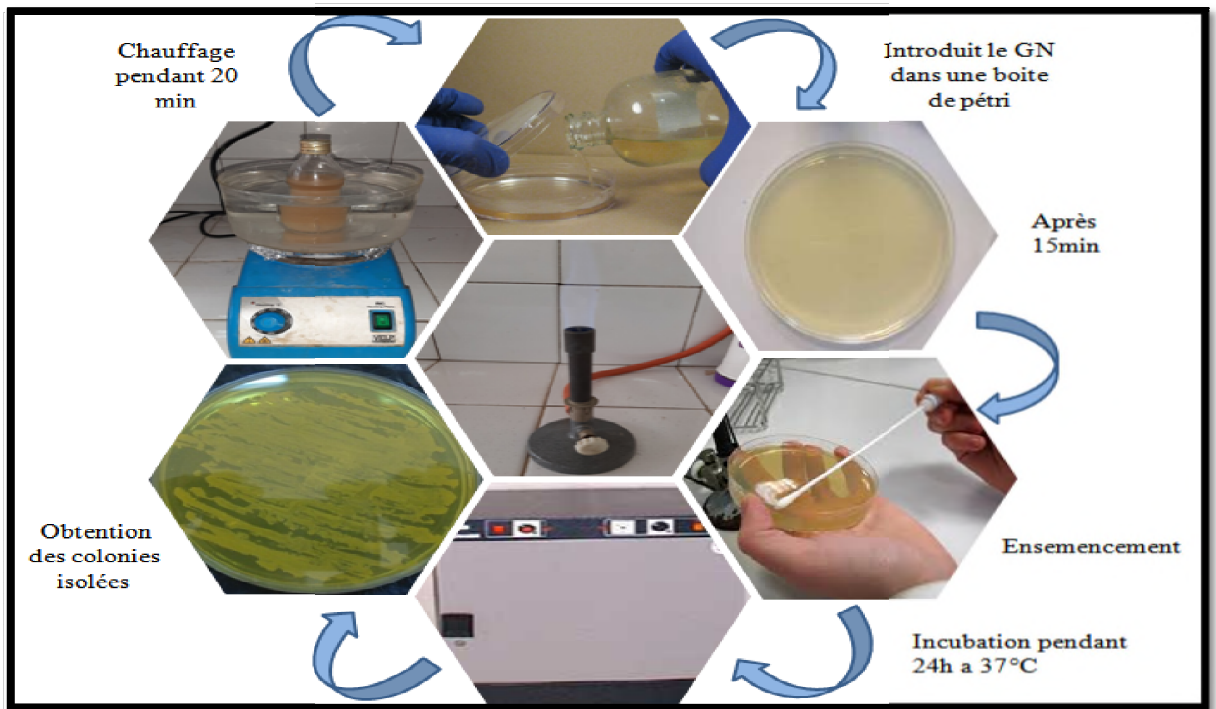 Chauffage
pendant 20
min
Introduit le GN
dans une boite
de pétri
Après
15min
Ensemencement
Incubation pendant
24h a 37°C
Obtention
des colonies
isolées